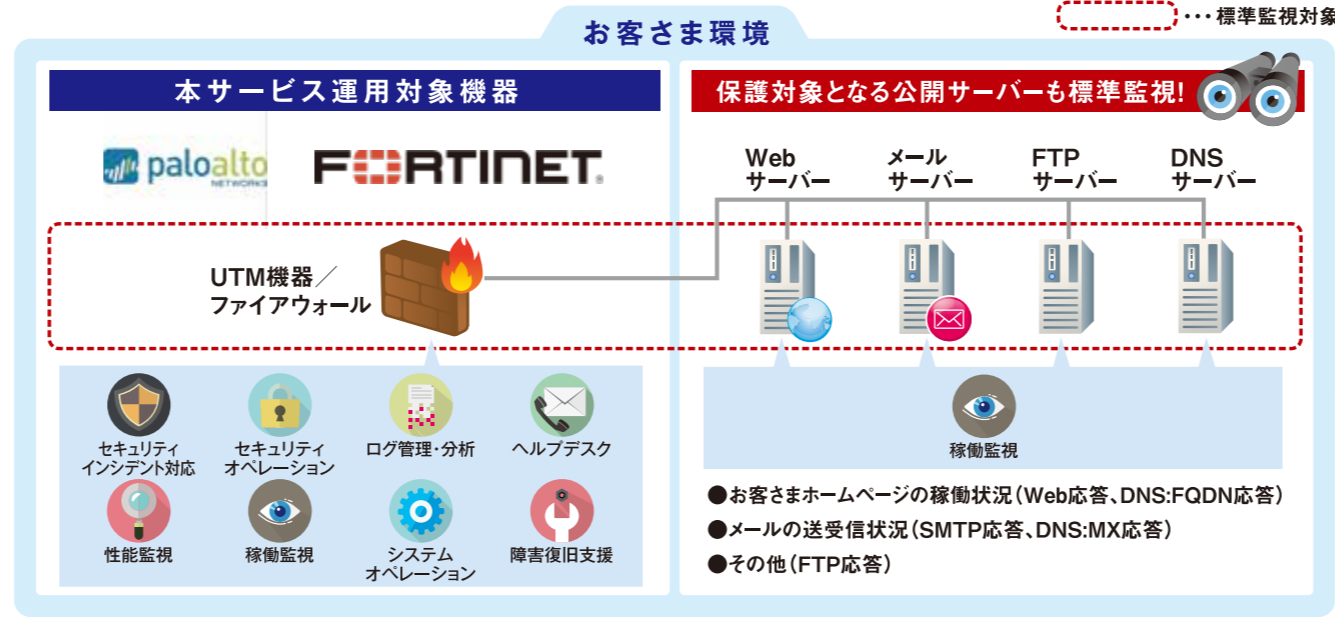 お客さま環境
・・・標準監視対象
本サービス運用対象機器
保護対象となる公開サーバーも標準監視!
paloalto
NETWORKS
FORTINET.
Web
サーバー
メール
サーバー
FTP
サーバー
DNS
サーバー
UTM機器／
ファイアウォール
セキュリティ
インシデント対応
セキュリティ
オペレーション
ログ管理・分析
ヘルプデスク
性能監視
稼働監視
システム
オペレーション
障害復旧支援
稼働監視
●お客さまホームページの稼働状況（Web応答、DNS:FQDN応答）
●メールの送受信状況（SMTP応答、DNS:MX応答）
●その他（FTP応答）